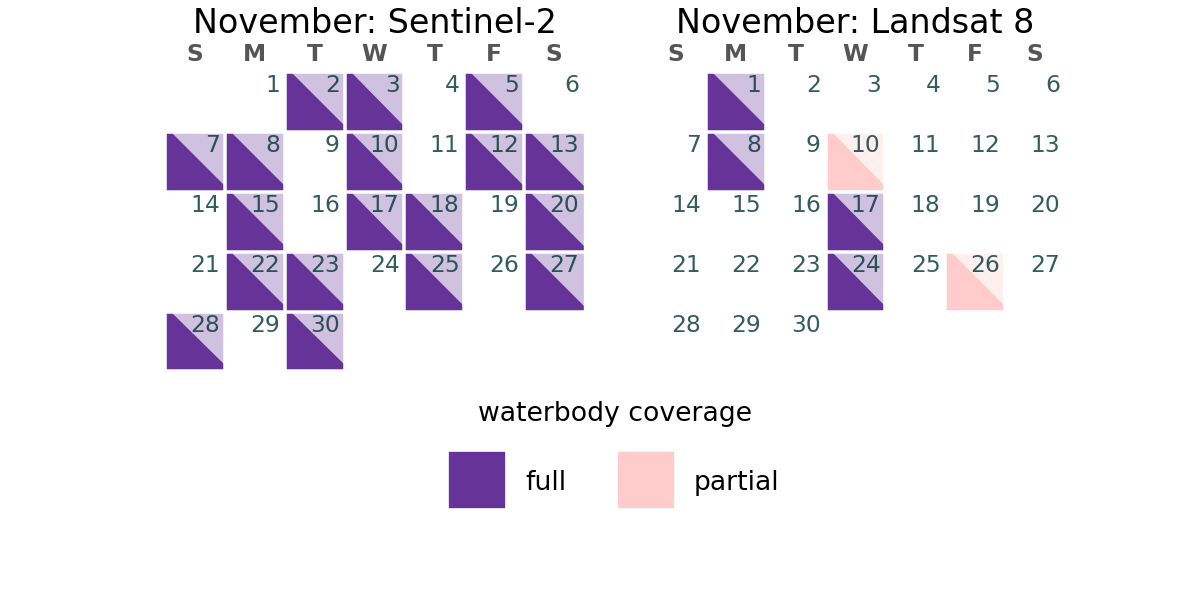 November: Sentinel-2
S M T W T F S
1 2 3 4 5 6
7 8 9 10 11 12 13
14 15 16 17 18 19 20
21 22 23 24 25 26 27
28 29 30
November: Landsat 8
S M T W T F S
1 2 3 4 5 6
7 8 9 10 11 12 13
14 15 16 17 18 19 20
21 22 23 24 25 26 27
28 29 30
waterbody coverage
full partial